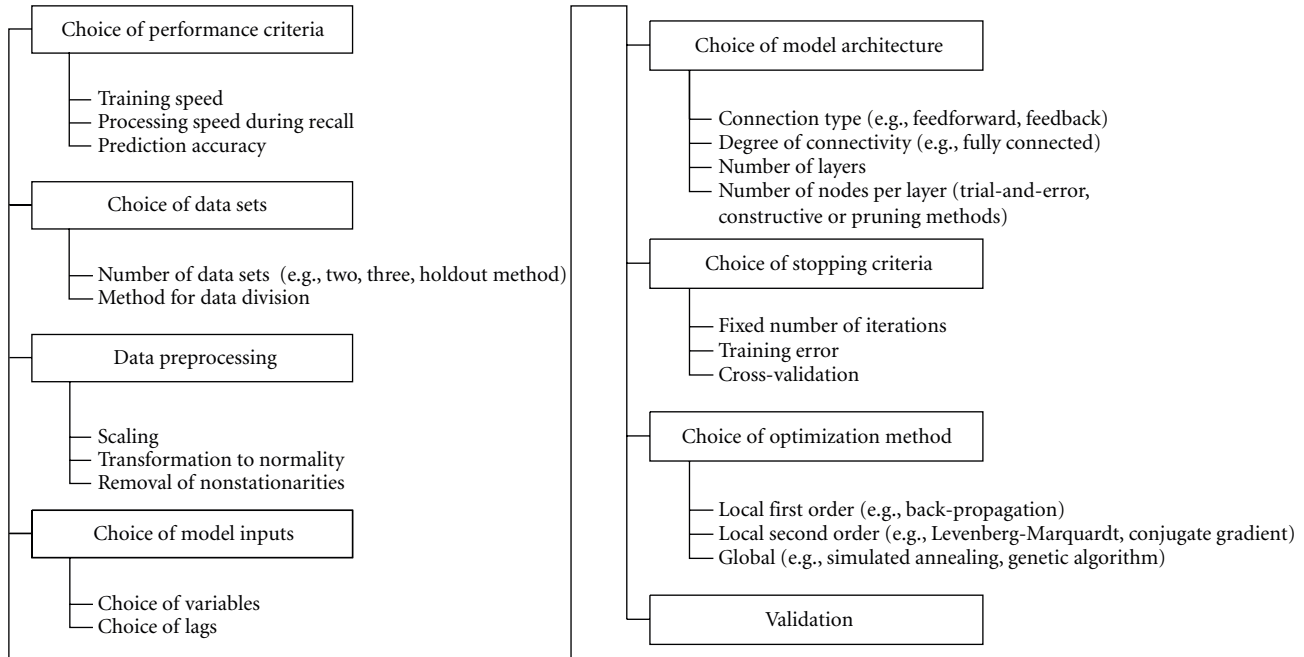 Choice of performance criteria
Training speed
Processing speed during recall
Prediction accuracy
Choice of data sets
Number of data sets (e.g., two, three, holdout method)
Method for data division
Data preprocessing
Scaling
Transformation to normality
Removal of nonstationarities
Choice of model inputs
Choice of variables
Choice of lags
Choice of model architecture
Connection type (e.g., feedforward, feedback)
Degree of connectivity (e.g., fully connected)
Number of layers
Number of nodes per layer (trial-and-error,
constructive or pruning methods)
Choice of stopping criteria
Fixed number of iterations
Training error
Cross-validation
Choice of optimization method
Local first order (e.g., back-propagation)
Local second order (e.g., Levenberg-Marquardt, conjugate gradient)
Global (e.g., simulated annealing, genetic algorithm)
Validation